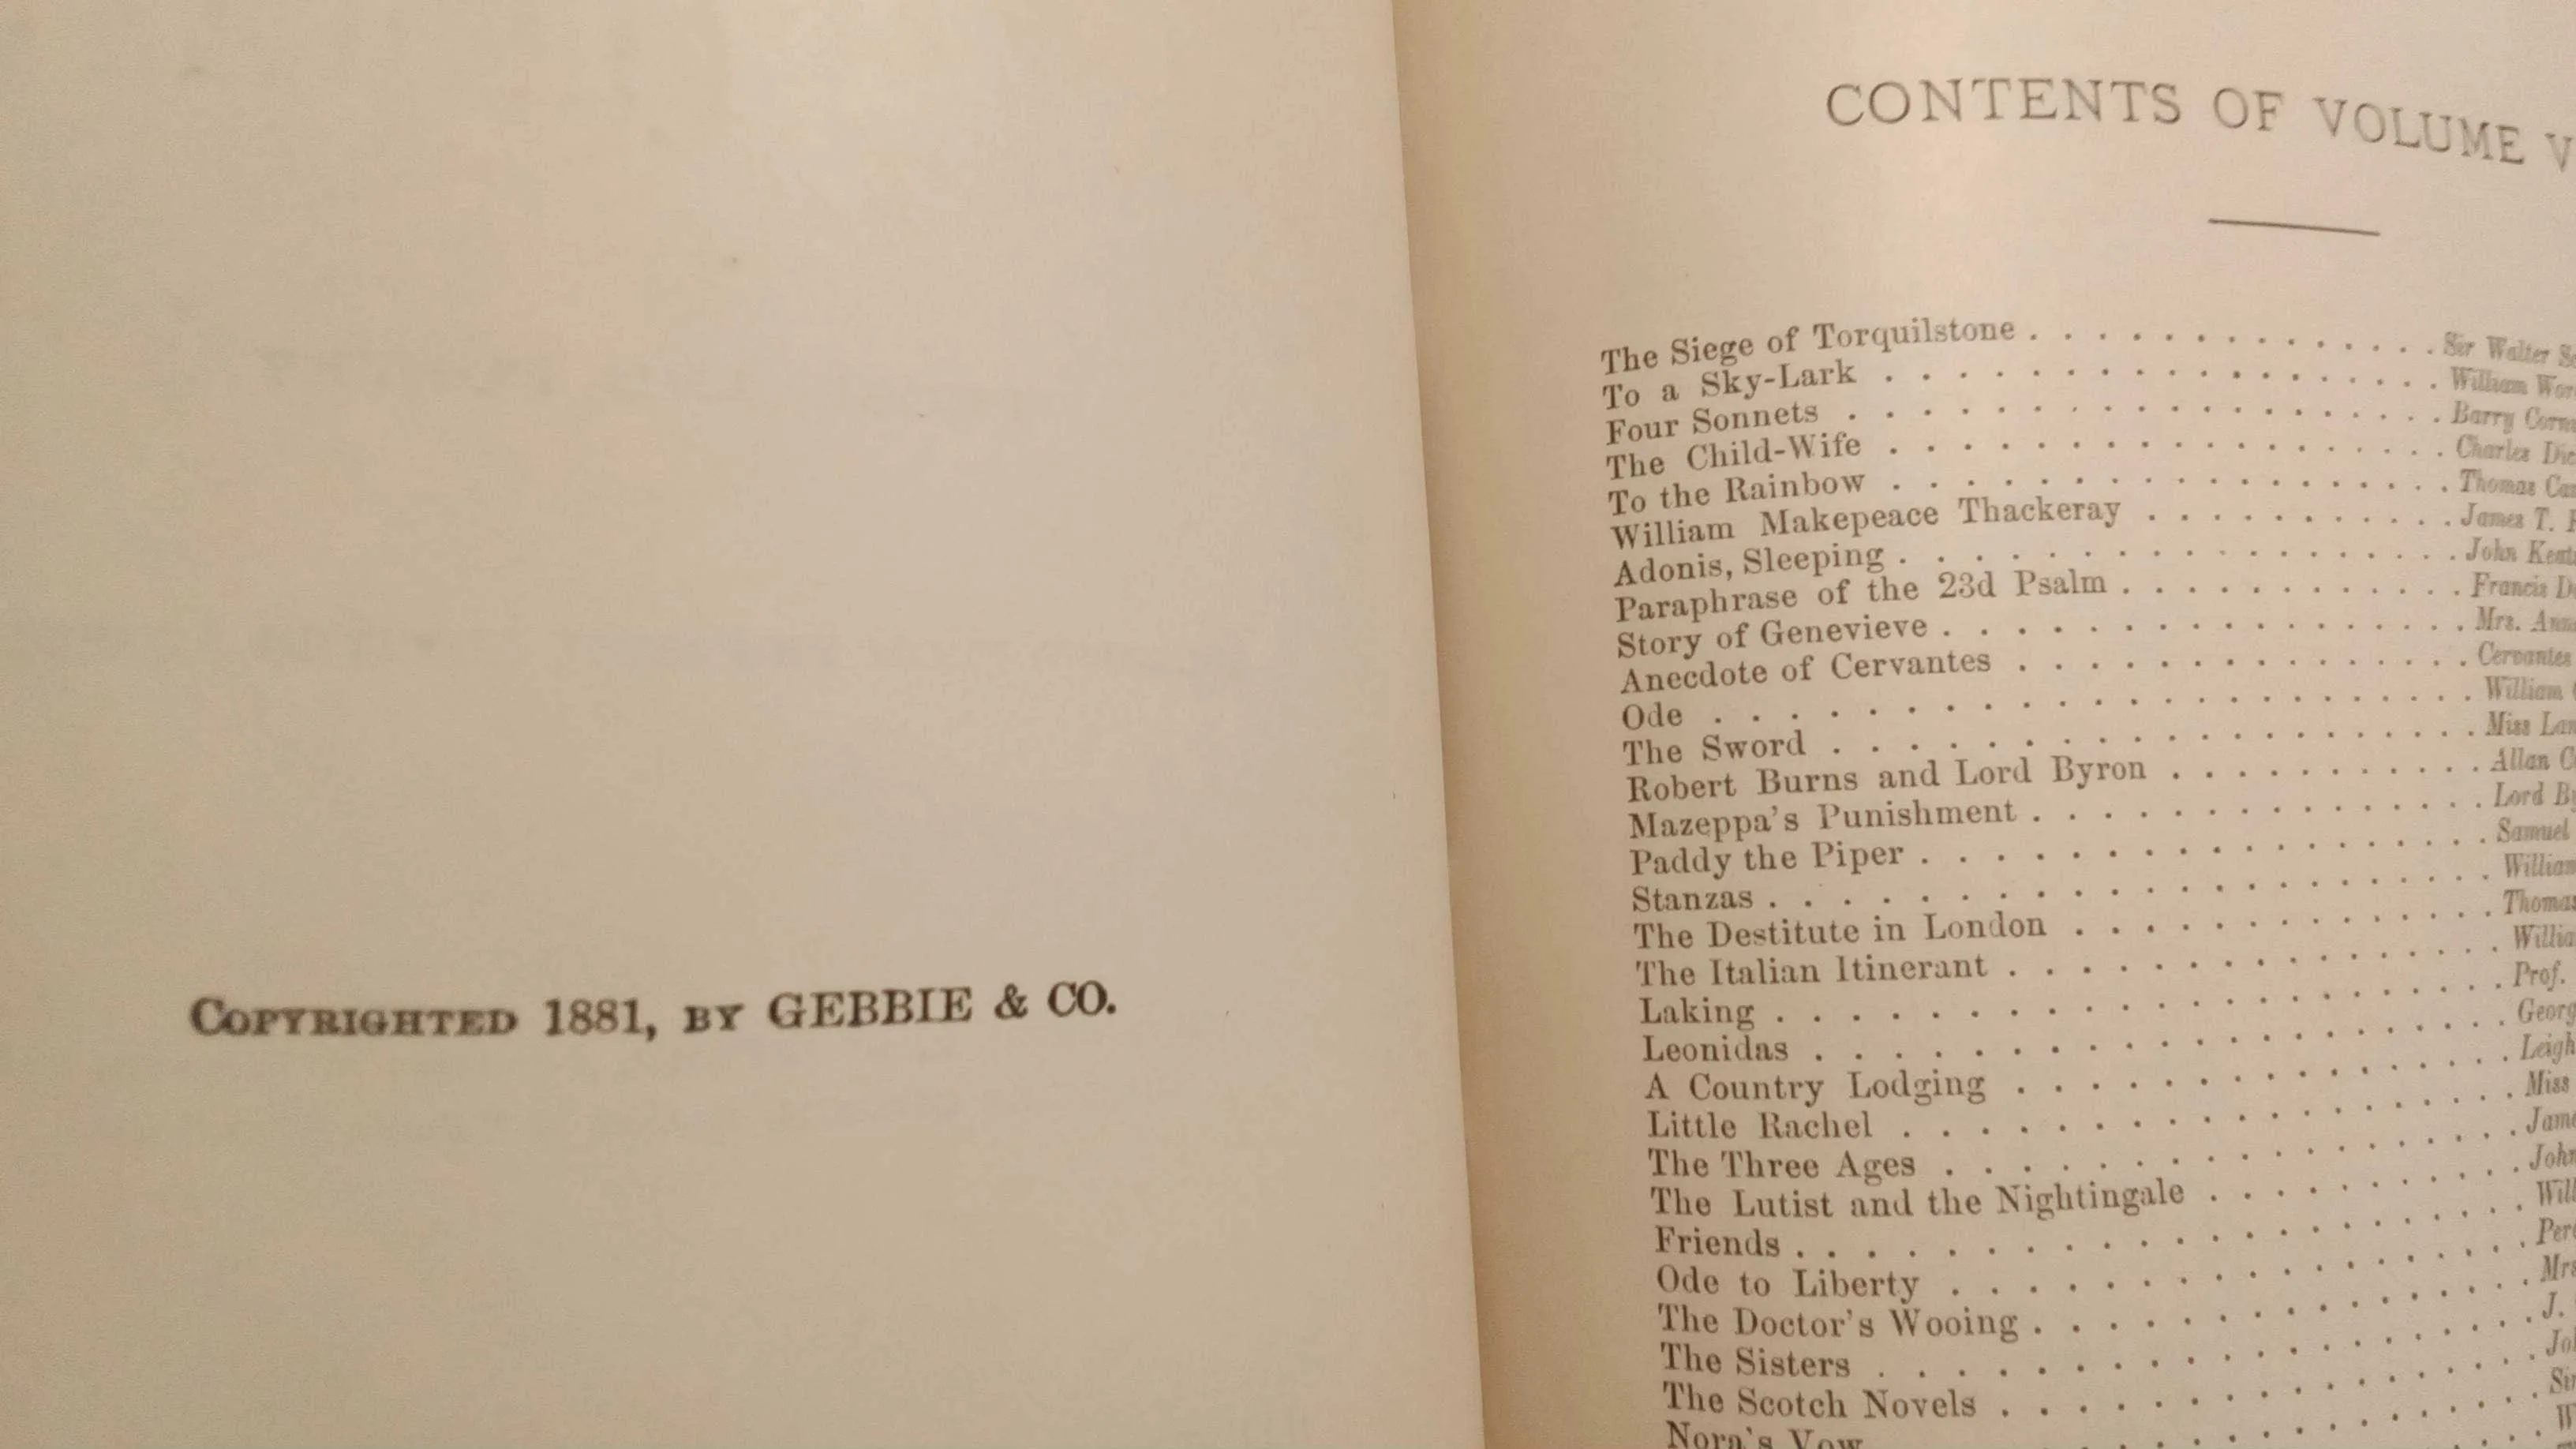 COPYRIGHTED 1881, BY GEBBIE & CO.
CONTENTS OF VOLUME V
The Siege of Torquilstone . . . . . . . . . . . . Sir Walter
To a Sky-Lark . . . . . . . . . . . . . . . . William
Four Sonnets . . . . . . . . . . . . . . . . . Barry
The Child-Wife . . . . . . . . . . . . . . . . Charles
To the Rainbow . . . . . . . . . . . . . . . . Thomas
William Makepeace Thackeray . . . . . . . . . James T.
Adonis, Sleeping . . . . . . . . . . . . . . . . John
Paraphrase of the 23d Psalm . . . . . . . . . . Francis
Story of Genevieve . . . . . . . . . . . . . . . Mrs.
Anecdote of Cervantes . . . . . . . . . . . . . Cervantes
Ode . . . . . . . . . . . . . . . . . . . . . William
The Sword . . . . . . . . . . . . . . . . . . Miss
Robert Burns and Lord Byron . . . . . . . . . Allan
Mazeppa's Punishment . . . . . . . . . . . . . Lord
Paddy the Piper . . . . . . . . . . . . . . . . Samuel
Stanzas . . . . . . . . . . . . . . . . . . . . William
The Destitute in London . . . . . . . . . . . . Thomas
The Italian Itinerant . . . . . . . . . . . . . .
Laking . . . . . . . . . . . . . . . . . . . . Prof.
Leonidas . . . . . . . . . . . . . . . . . . .
A Country Lodging . . . . . . . . . . . . . . Leigh
Little Rachel . . . . . . . . . . . . . . . . . Miss
The Three Ages . . . . . . . . . . . . . . . .
The Lutist and the Nightingale . . . . . . . . . John
Friends . . . . . . . . . . . . . . . . . . . .
Ode to Liberty . . . . . . . . . . . . . . . .
The Doctor's Wooing . . . . . . . . . . . . . .
The Sisters . . . . . . . . . . . . . . . . . . J.
The Scotch Novels . . . . . . . . . . . . . . .
Nora's Vow